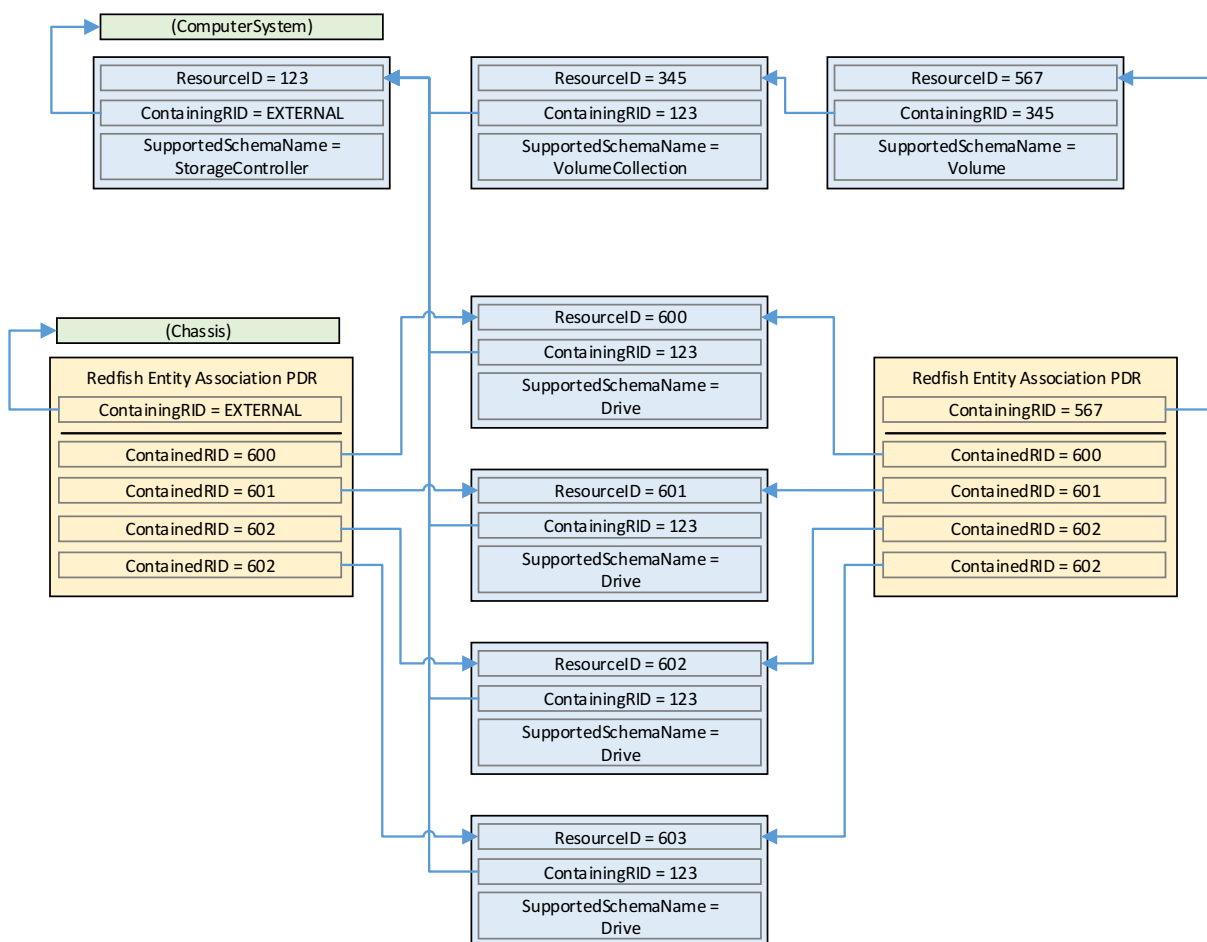 (ComputerSystem)
ResourceID = 123
ContainingRID = EXTERNAL
SupportedSchemaName =
StorageController
ResourceID = 345
ContainingRID = 123
SupportedSchemaName =
VolumeCollection
ResourceID = 567
ContainingRID = 345
SupportedSchemaName =
Volume
(Chassis)
Redfish Entity Association PDR
ContainingRID = EXTERNAL
ContainedRID = 600
ContainedRID = 601
ContainedRID = 602
ContainedRID = 602
ResourceID = 600
ContainingRID = 123
SupportedSchemaName =
Drive
ResourceID = 601
ContainingRID = 123
SupportedSchemaName =
Drive
ResourceID = 602
ContainingRID = 123
SupportedSchemaName =
Drive
ResourceID = 603
ContainingRID = 123
SupportedSchemaName =
Drive
Redfish Entity Association PDR
ContainingRID = 567
ContainedRID = 600
ContainedRID = 601
ContainedRID = 602
ContainedRID = 602